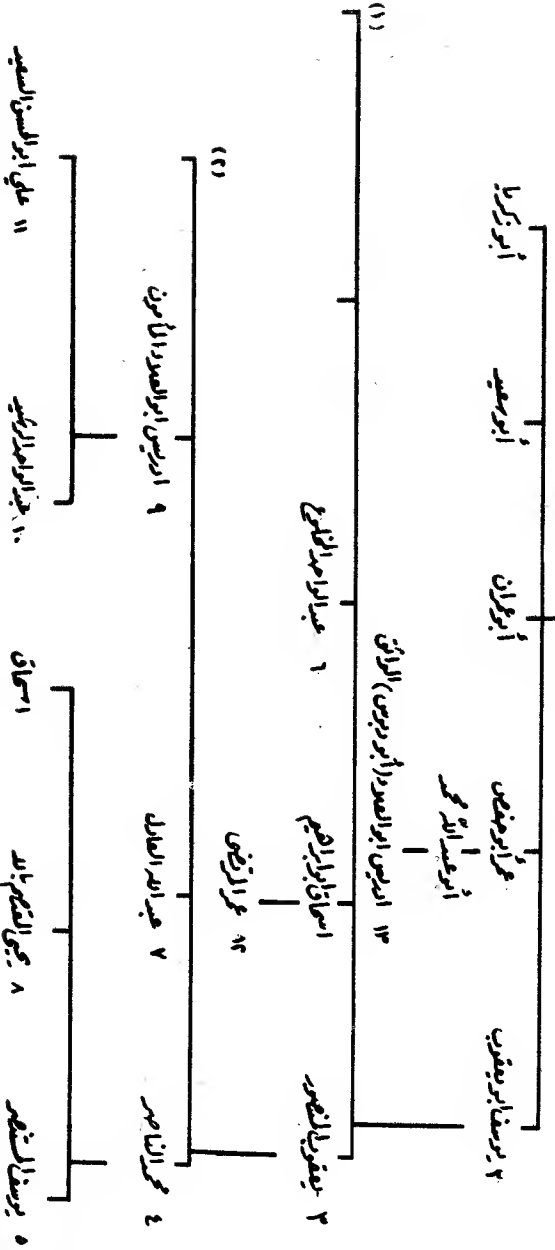 ٢ يوسف ابو يعقوب
عمر أبو حفص
أبو عمران
أبو سعيد
أبو زكريا
أبو عبد الله محمد
١٣ ادريس ابو العلاء (أبو دبوس) الواثق
(١)
٣ يعقوب المنصور
اسحاق ابو ابراهيم
٦ عبد الواحد المخلوع
١٢ عمر المرتضى
(٢)
٤ محمد الناصر
٧ عبد الله العادل
٩ ادريس ابو العلاء المأمون
٥ يوسف المستنصر
٨ يحيى المعتصم بالله
اسحاق
١٠ عبد الواحد الرشيد
١١ علي ابو الحسن السعيد